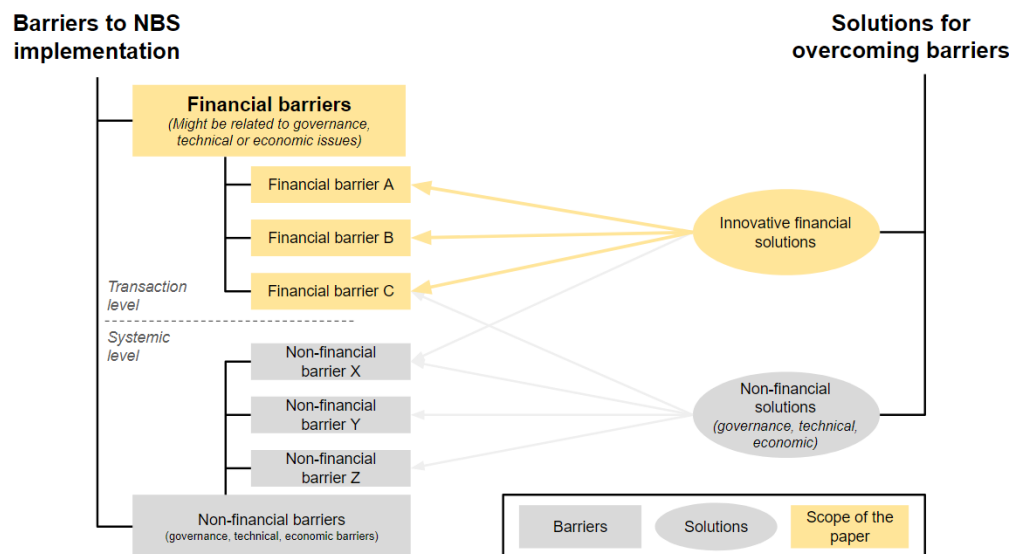 Barriers to NBS
implementation
Solutions for
overcoming barriers
Financial barriers
(Might be related to governance,
technical or economic issues)
Financial barrier A
Financial barrier B
Financial barrier C
Innovative financial
solutions
Transaction
level
Systemic
level
Non-financial
barrier X
Non-financial
barrier Y
Non-financial
barrier Z
Non-financial
solutions
(governance, technical,
economic)
Non-financial barriers
(governance, technical, economic barriers)
Barriers
Solutions
Scope of the
paper